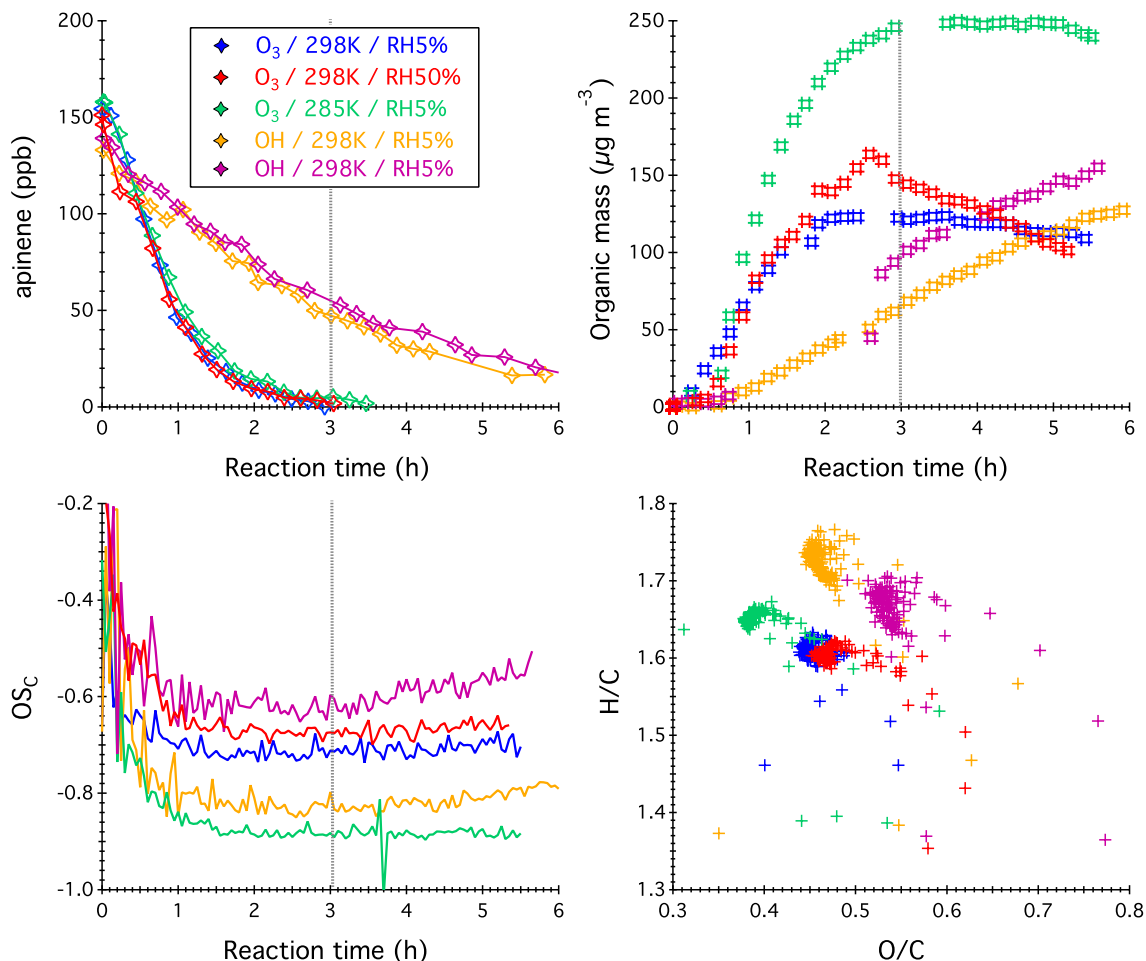 200
150
100
50
0
apinene (ppb)
O3 / 298K / RH5%
O3 / 298K / RH50%
O3 / 285K / RH5%
OH / 298K / RH5%
OH / 298K / RH5%
0 1 2 3 4 5 6
Reaction time (h)
250
200
150
100
50
0
Organic mass (µg m-3)
0 1 2 3 4 5 6
Reaction time (h)
-0.2
-0.4
-0.6
-0.8
-1.0
OSC
0 1 2 3 4 5 6
Reaction time (h)
1.8
1.7
1.6
1.5
1.4
1.3
H/C
0.3 0.4 0.5 0.6 0.7 0.8
O/C